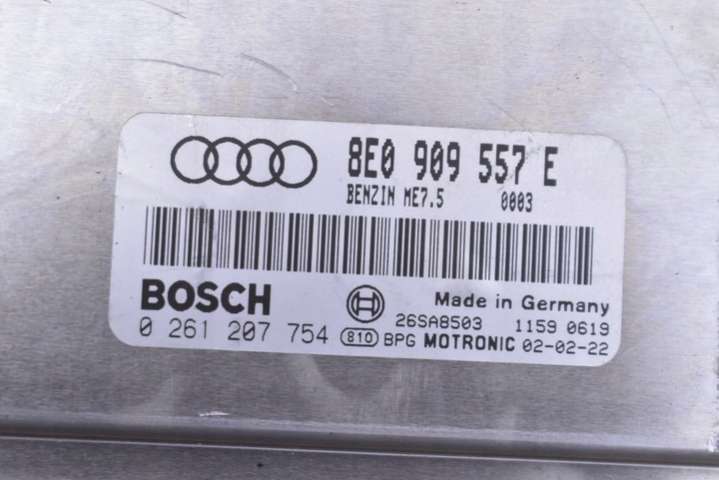 8E0 909 557 E
BENZIN ME7.5 0003
BOSCH
Made in Germany
26SA8503 1159 0619
0 261 207 754 810 BPG MOTRONIC 02-02-22